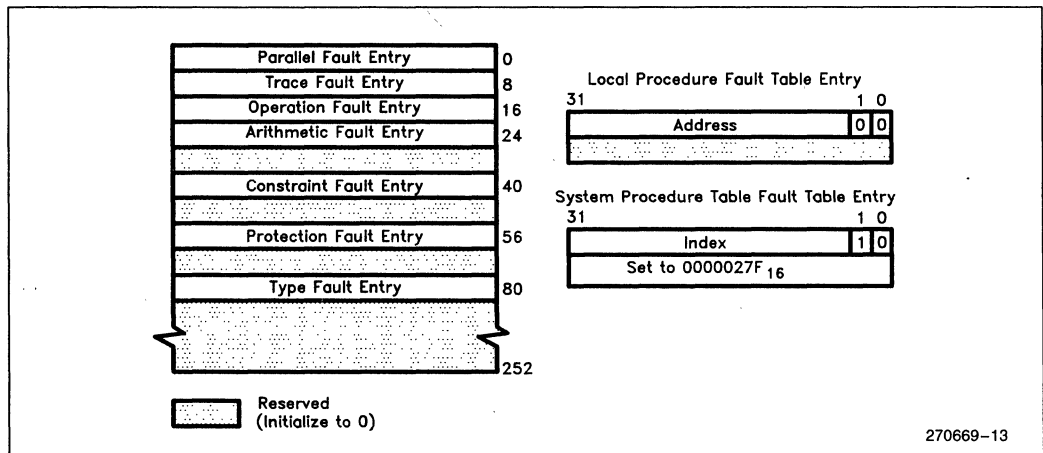 Parallel Fault Entry 0
Trace Fault Entry 8
Operation Fault Entry 16
Arithmetic Fault Entry 24
Constraint Fault Entry 40
Protection Fault Entry 56
Type Fault Entry 80
252
Reserved
(Initialize to 0)
Local Procedure Fault Table Entry
31 1 0
Address 0 0
System Procedure Table Fault Table Entry
31 1 0
Index 1 0
Set to 0000027F 16
270669-13